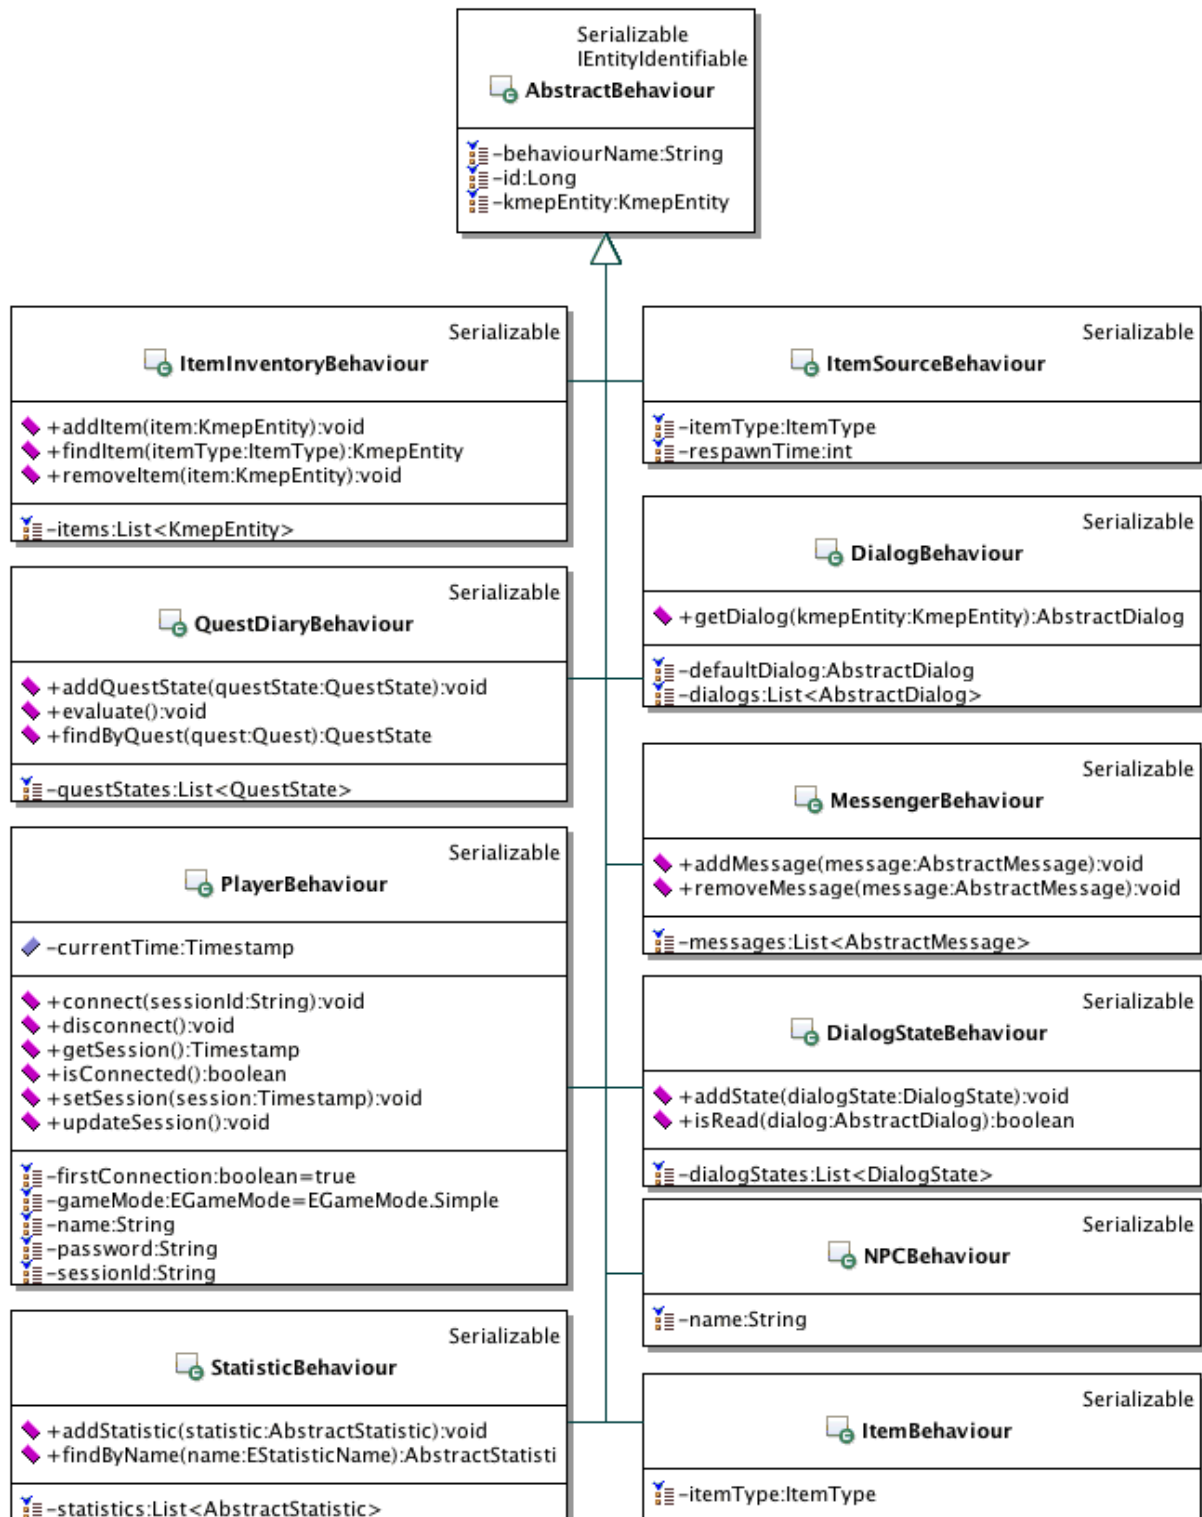 Serializable
IEntityIdentifiable
AbstractBehaviour
-behaviourName:String
-id:Long
-kmepEntity:KmepEntity
Serializable
ItemInventoryBehaviour
+addItem(item:KmepEntity):void
+findItem(itemType:ItemType):KmepEntity
+removeItem(item:KmepEntity):void
-items:List<KmepEntity>
Serializable
QuestDiaryBehaviour
+addQuestState(questState:QuestState):void
+evaluate():void
+findByQuest(quest:Quest):QuestState
-questStates:List<QuestState>
Serializable
PlayerBehaviour
-currentTime:Timestamp
+connect(sessionId:String):void
+disconnect():void
+getSession():Timestamp
+isConnected():boolean
+setSession(session:Timestamp):void
+updateSession():void
-firstConnection:boolean=true
-gameMode:EGameMode=EGameMode.Simple
-name:String
-password:String
-sessionId:String
Serializable
StatisticBehaviour
+addStatistic(statistic:AbstractStatistic):void
+findByName(name:EStatisticName):AbstractStatisti
-statistics:List<AbstractStatistic>
Serializable
ItemSourceBehaviour
-itemType:ItemType
-respawnTime:int
Serializable
DialogBehaviour
+getDialog(kmepEntity:KmepEntity):AbstractDialog
-defaultDialog:AbstractDialog
-dialogs:List<AbstractDialog>
Serializable
MessengerBehaviour
+addMessage(message:AbstractMessage):void
+removeMessage(message:AbstractMessage):void
-messages:List<AbstractMessage>
Serializable
DialogStateBehaviour
+addState(dialogState:DialogState):void
+isRead(dialog:AbstractDialog):boolean
-dialogStates:List<DialogState>
Serializable
NPCBehaviour
-name:String
Serializable
ItemBehaviour
-itemType:ItemType